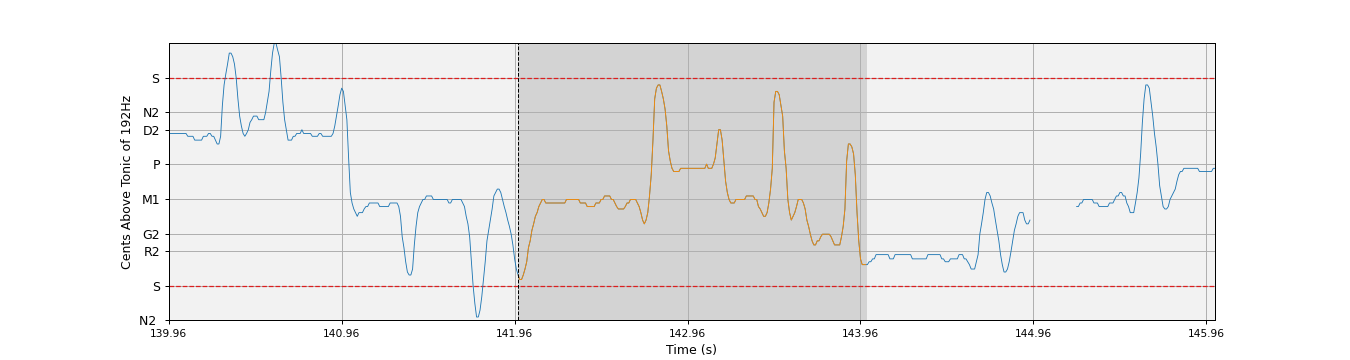 Cents Above Tonic of 192Hz
S
N2
D2
P
M1
G2
R2
S
N2
139.96 140.96 141.96 142.96 143.96 144.96 145.96
Time (s)